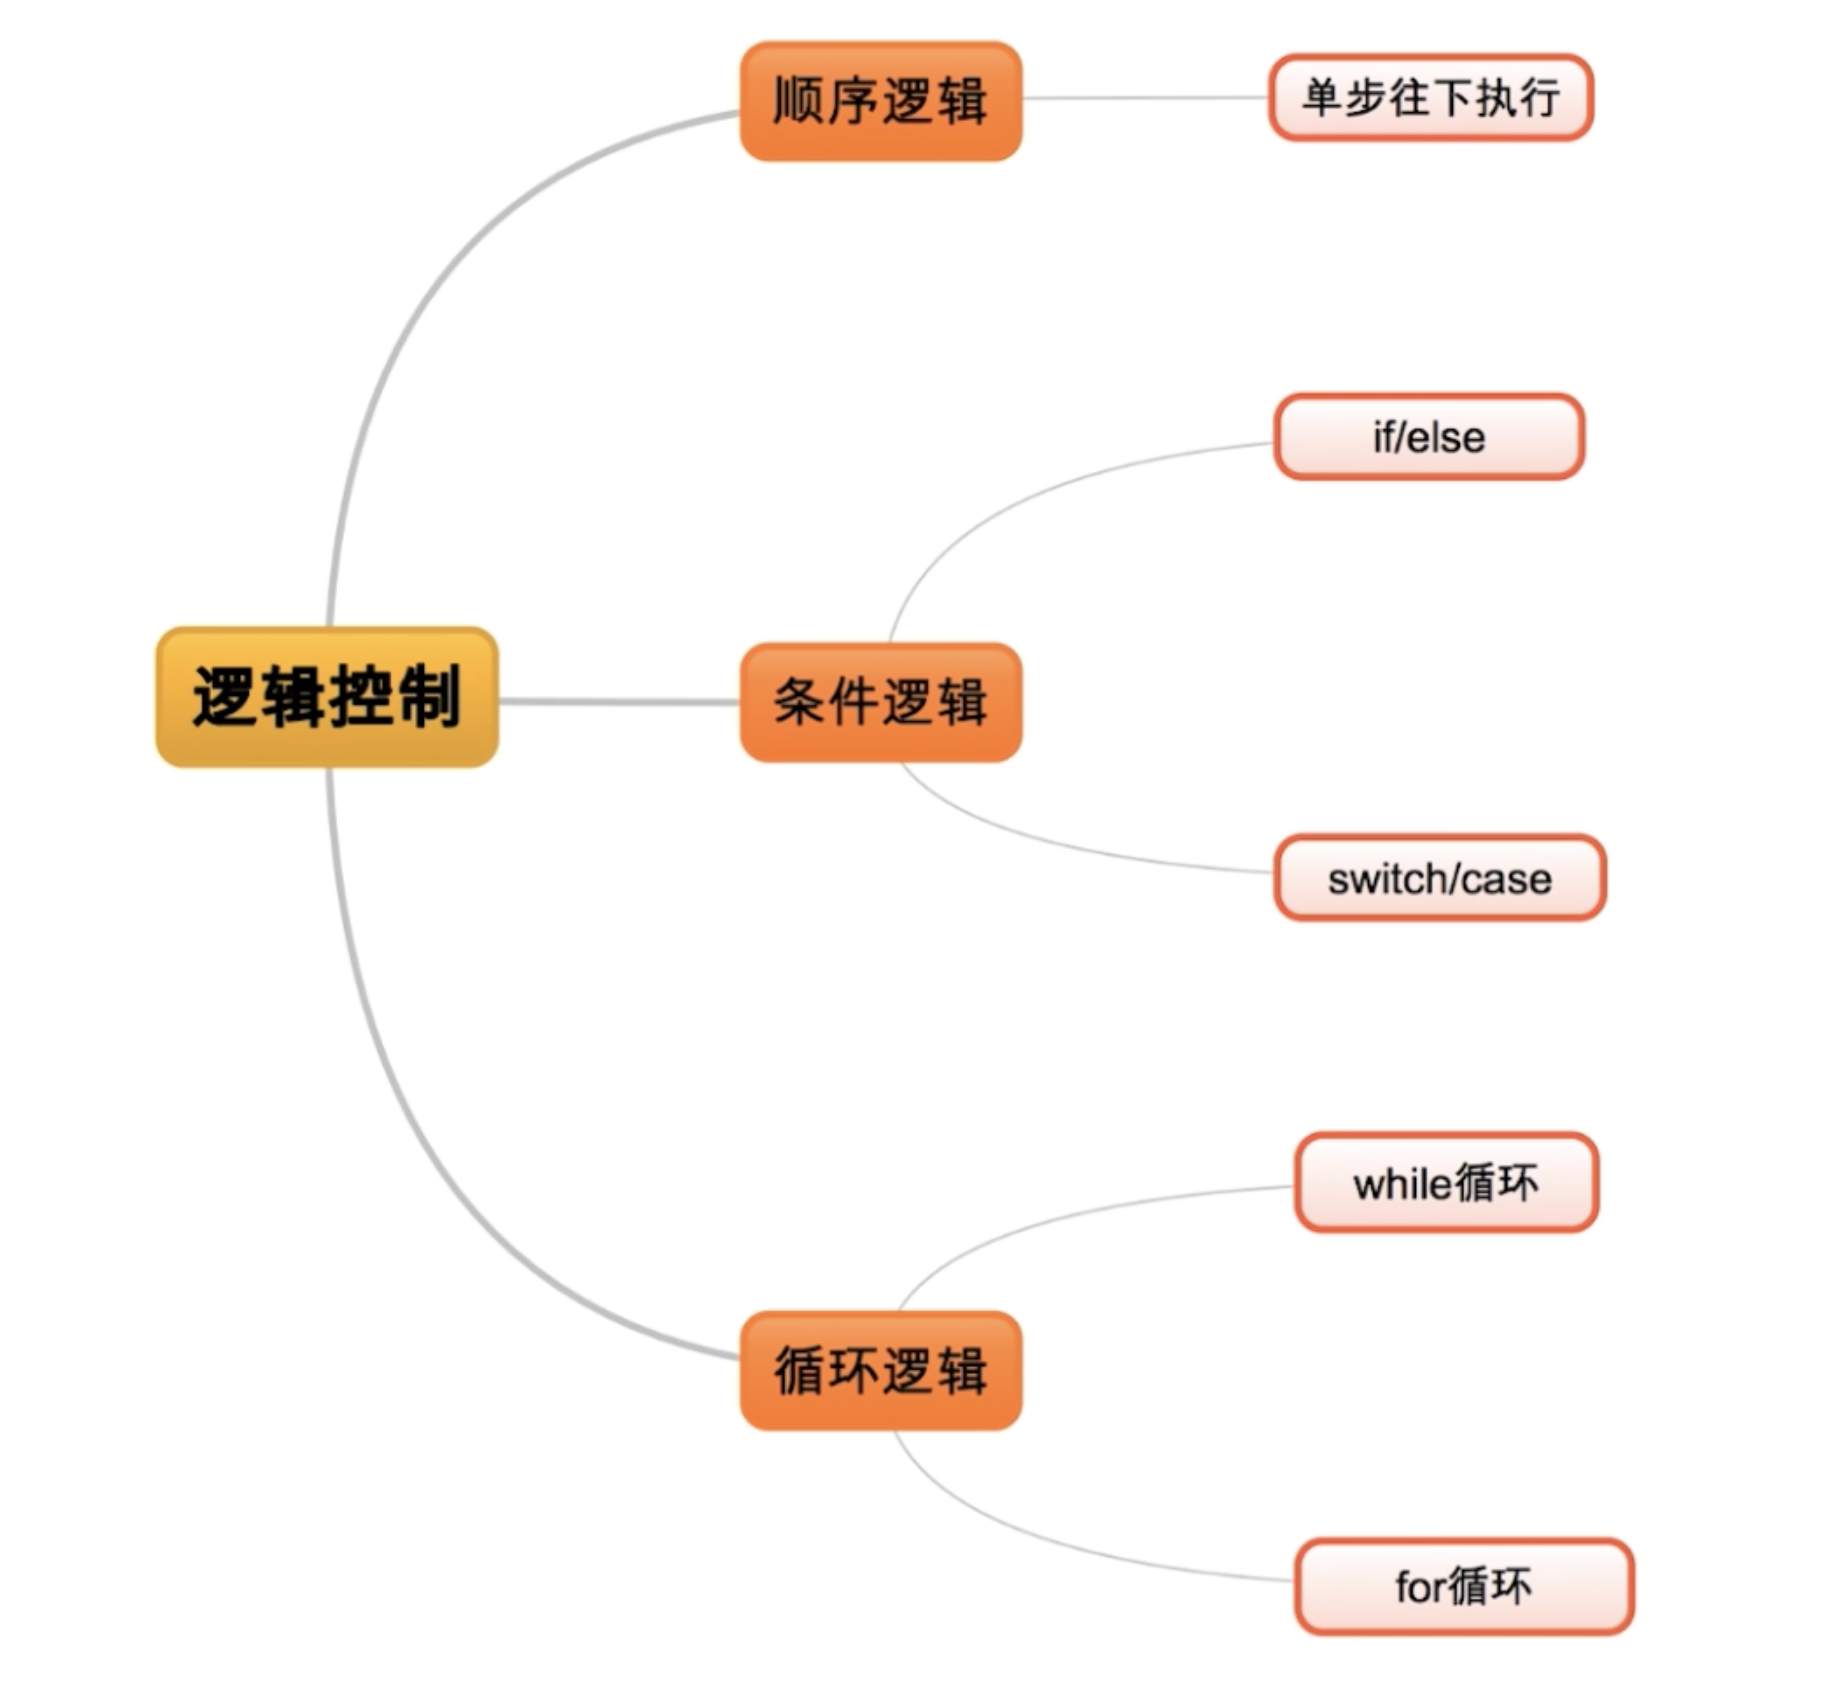 顺序逻辑
单步往下执行
if/else
逻辑控制
条件逻辑
switch/case
while循环
循环逻辑
for循环